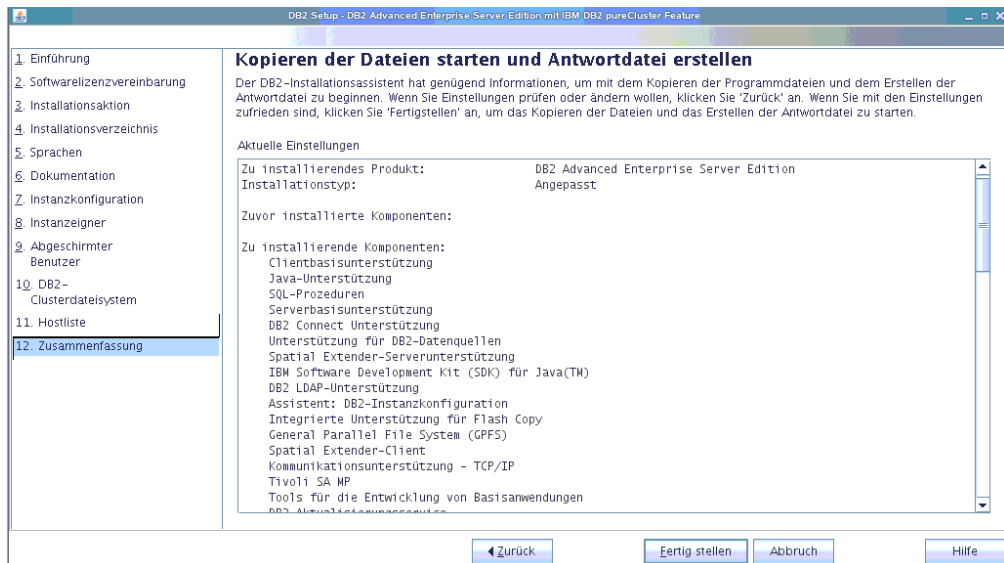 DB2 Setup - DB2 Advanced Enterprise Server Edition mit IBM DB2 pureCluster Feature
1. Einführung
2. Softwarelizenzvereinbarung
3. Installationsaktion
4. Installationsverzeichnis
5. Sprachen
6. Dokumentation
7. Instanzkonfiguration
8. Instanzeigner
9. Abgeschirmter
Benutzer
10. DB2-
Clusterdateisystem
11. Hostliste
12. Zusammenfassung
Kopieren der Dateien starten und Antwortdatei erstellen
Der DB2-Installationsassistent hat genügend Informationen, um mit dem Kopieren der Programmdateien und dem Erstellen der
Antwortdatei zu beginnen. Wenn Sie Einstellungen prüfen oder ändern wollen, klicken Sie 'Zurück' an. Wenn Sie mit den Einstellungen
zufrieden sind, klicken Sie 'Fertigstellen' an, um das Kopieren der Dateien und das Erstellen der Antwortdatei zu starten.
Aktuelle Einstellungen
Zu installierendes Produkt: DB2 Advanced Enterprise Server Edition
Installationstyp: Angepasst
Zuvor installierte Komponenten:
Zu installierende Komponenten:
Clientbasisunterstützung
Java-Unterstützung
SQL-Prozeduren
Serverbasisunterstützung
DB2 Connect Unterstützung
Unterstützung für DB2-Datenquellen
Spatial Extender-Serverunterstützung
IBM Software Development Kit (SDK) für Java(TM)
DB2 LDAP-Unterstützung
Assistent: DB2-Instanzkonfiguration
Integrierte Unterstützung für Flash Copy
General Parallel File System (GPFS)
Spatial Extender-Client
Kommunikationsunterstützung - TCP/IP
Tivoli SA MP
Tools für die Entwicklung von Basisanwendungen
DB2 Aktualisierungsservice
Zurück
Fertig stellen
Abbruch
Hilfe